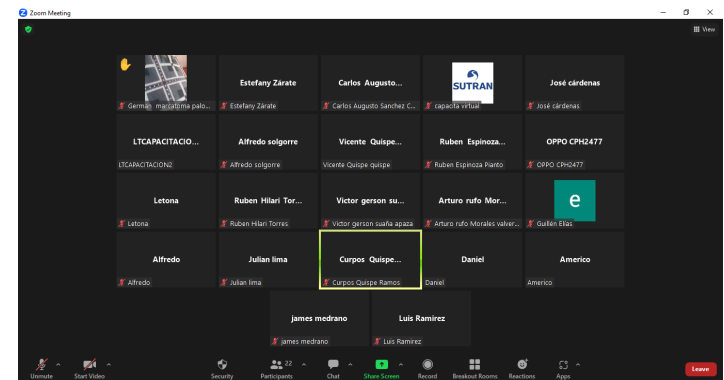 Zoom Meeting
View
Estefany Zárate
Carlos Augusto...
SUTRAN
José cárdenas
German marcatoma palo...
Estefany Zárate
Carlos Augusto Sanchez C...
capacita virtual
José cárdenas
LTCAPACITACIO...
Alfredo solgorre
Vicente Quispe...
Ruben Espinoza...
OPPO CPH2477
LTCAPACITACION2
Alfredo solgorre
Vicente Quispe quispe
Ruben Espinoza Pianto
OPPO CPH2477
Letona
Ruben Hilari Tor...
Victor gerson su...
Arturo rufo Mor...
e
Letona
Ruben Hilari Torres
Victor gerson suaña apaza
Arturo rufo Morales valver...
Guillén Elias
Alfredo
Julian lima
Curpos Quispe...
Daniel
Americo
Alfredo
Julian lima
Curpos Quispe Ramos
Daniel
Americo
james medrano
Luis Ramirez
james medrano
Luis Ramirez
22
Unmute
Start Video
Security
Participants
Chat
Share Screen
Record
Breakout Rooms
Reactions
Apps
Leave